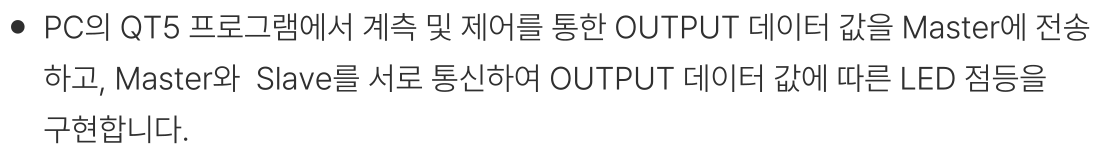 • PC의 QT5 프로그램에서 계측 및 제어를 통한 OUTPUT 데이터 값을 Master에 전송
하고, Master와  Slave를 서로 통신하여 OUTPUT 데이터 값에 따른 LED 점등을
구현합니다.